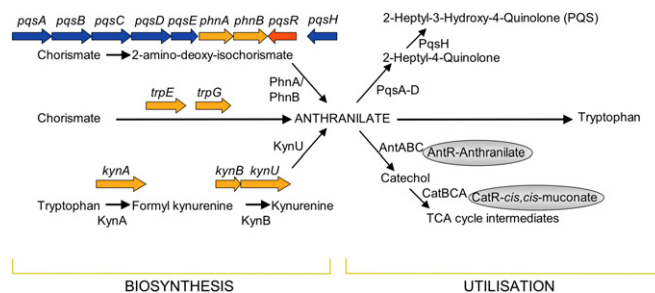 pqsA pqsB pqsC pqsD pqsE phnA phnB pqsR pqsH
Chorismate 2-amino-deoxy-isochorismate
PhnA/
PhnB
trpE trpG
Chorismate
ANTHRANILATE
Tryptophan
KynU
kynA kynB kynU
Tryptophan Formyl kynurenine Kynurenine
KynA KynB
2-Heptyl-3-Hydroxy-4-Quinolone (PQS)
PqsH
2-Heptyl-4-Quinolone
PqsA-D
AntABC AntR-Anthranilate
Catechol
CatBCA CatR-cis,cis-muconate
TCA cycle intermediates
BIOSYNTHESIS UTILISATION